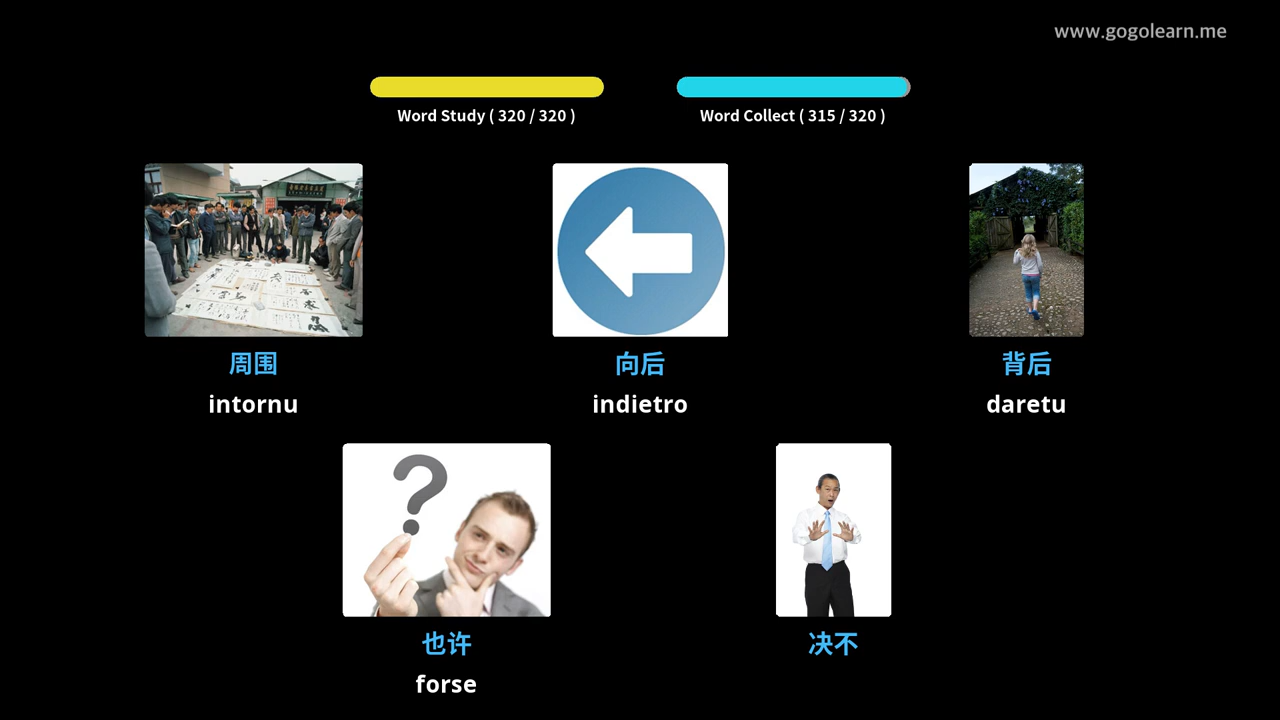 www.gogolearn.me
Word Study ( 320 / 320 )
Word Collect ( 315 / 320 )
周围
向后
背后
intornu
indietro
daretu
也许
决不
forse